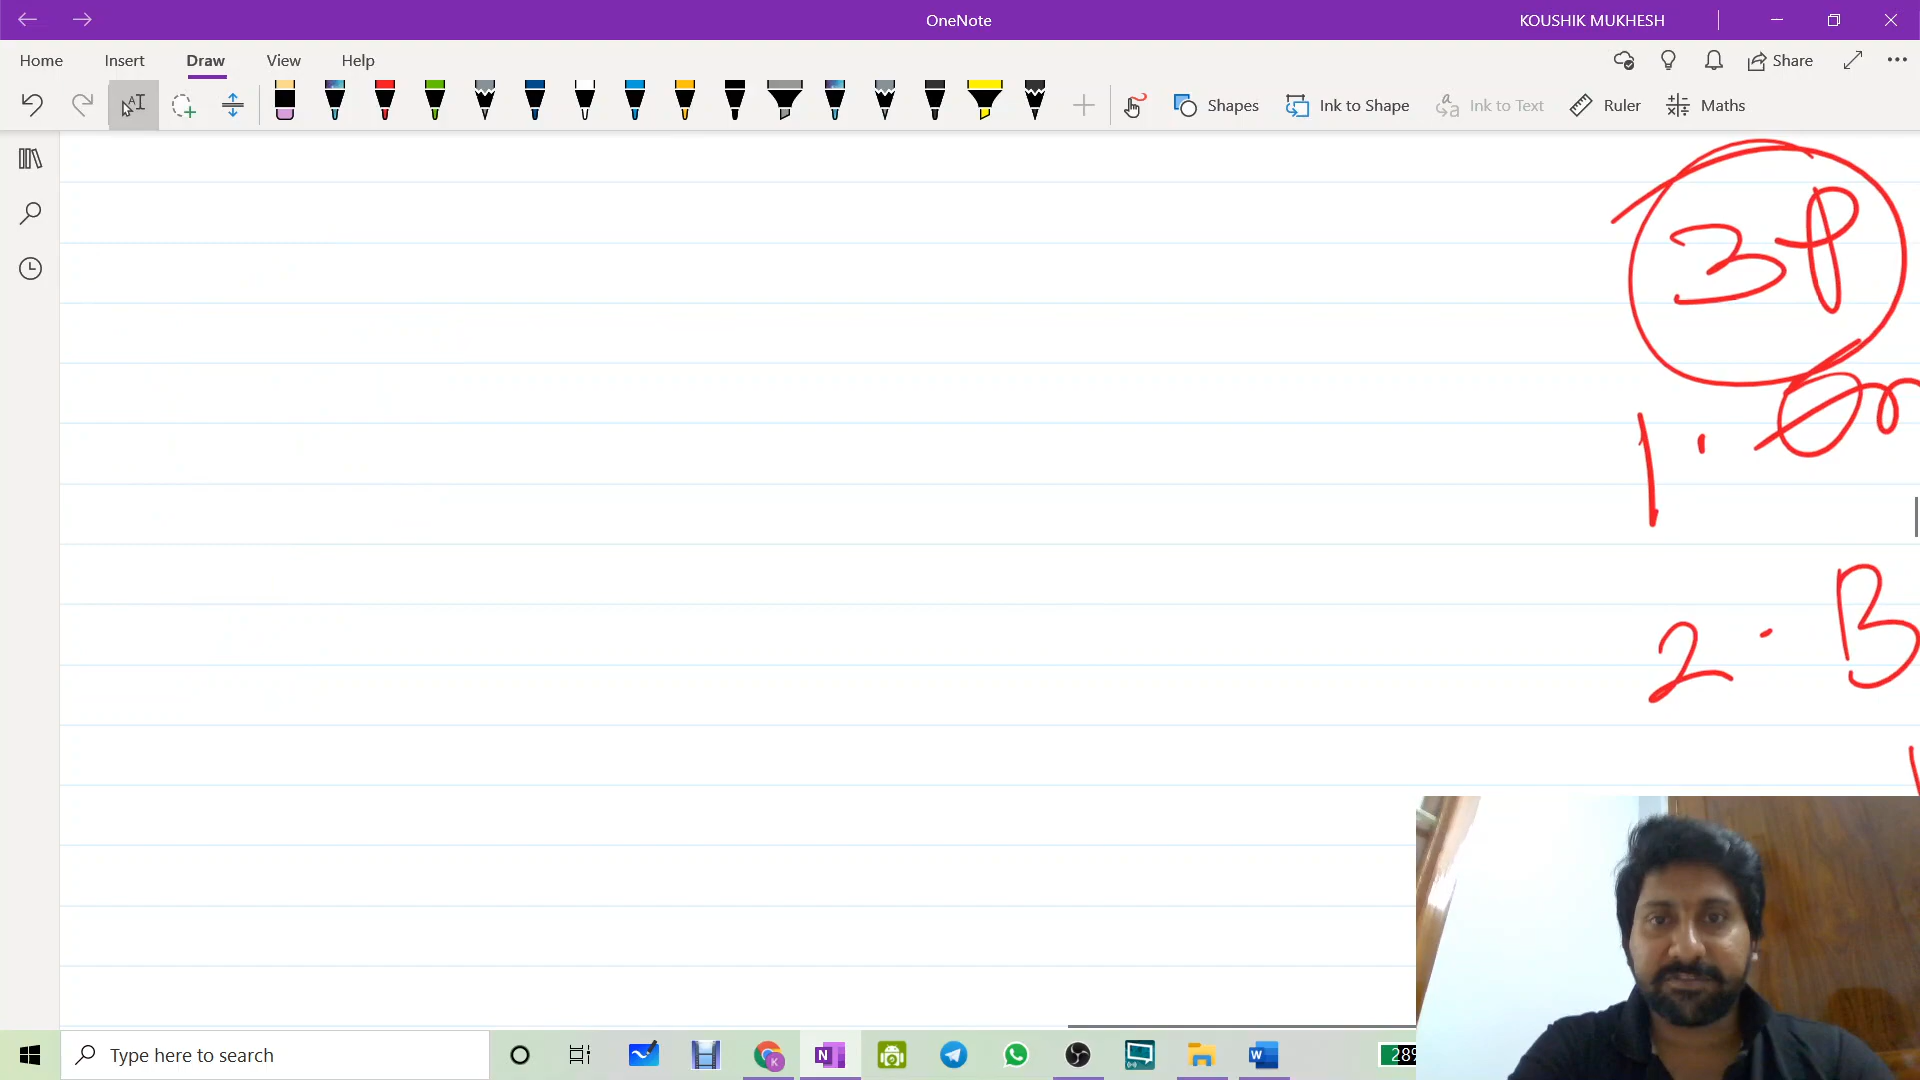 OneNote
KOUSHIK MUKHESH
Home Insert Draw View Help
Share
Shapes Ink to Shape Ink to Text Ruler Maths
3P
1.
2. B
Type here to search
28%